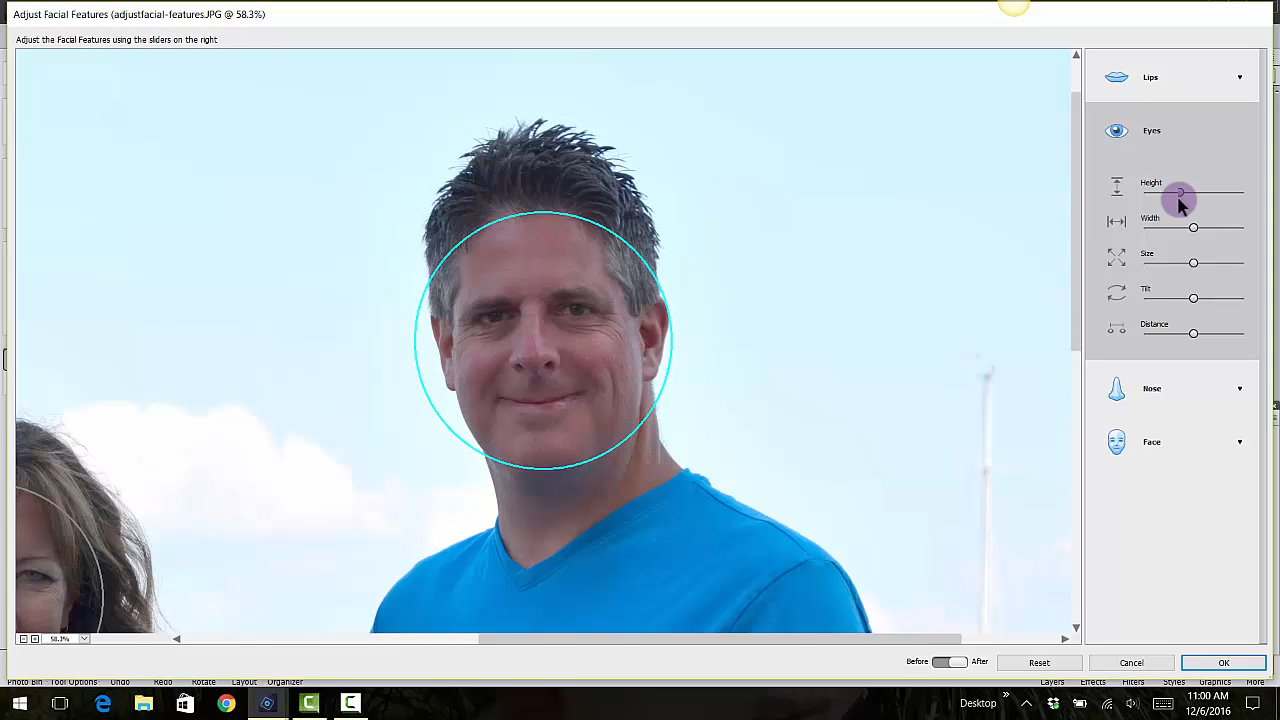 Adjust Facial Features (adjustfacial-features.JPG @ 58.3%)
Adjust the Facial Features using the sliders on the right
Lips
Eyes
Height
Width
Size
Tilt
Distance
Nose
Face
58.3%
Before After Reset Cancel OK
Photo Bin Tool Options Undo Redo Rotate Layout Organizer Layers Effects Filters Styles Graphics More
Desktop
11:00 AM
12/6/2016